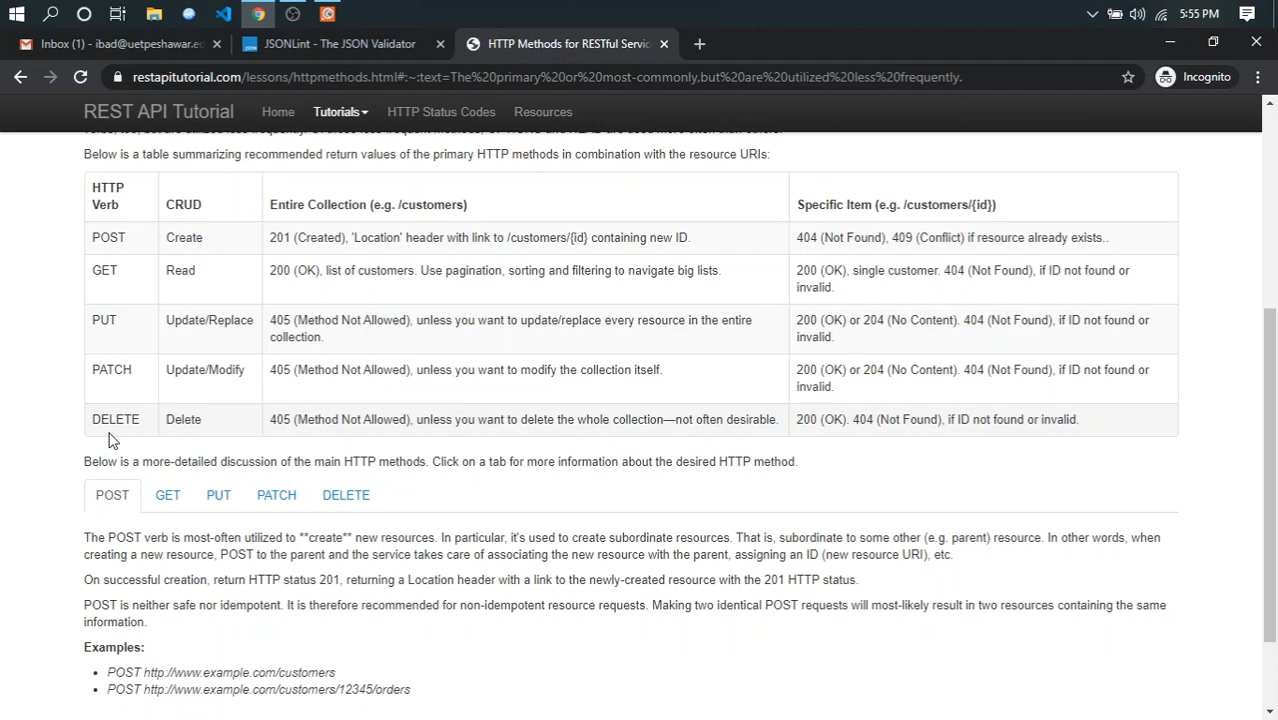 5:55 PM
Inbox (1) - ibad@uetpeshawar.ec
JSONLint - The JSON Validator
HTTP Methods for RESTful Servic
restapitutorial.com/lessons/httpmethods.html#:~:text=The%20primary%20or%20most-commonly,but%20are%20utilized%20less%20frequently.
Incognito
REST API Tutorial
Home
Tutorials
HTTP Status Codes
Resources
Below is a table summarizing recommended return values of the primary HTTP methods in combination with the resource URIs:
HTTP Verb CRUD Entire Collection (e.g. /customers) Specific Item (e.g. /customers/{id})
POST Create 201 (Created), 'Location' header with link to /customers/{id} containing new ID. 404 (Not Found), 409 (Conflict) if resource already exists..
GET Read 200 (OK), list of customers. Use pagination, sorting and filtering to navigate big lists. 200 (OK), single customer. 404 (Not Found), if ID not found or
invalid.
PUT Update/Replace 405 (Method Not Allowed), unless you want to update/replace every resource in the entire
collection. 200 (OK) or 204 (No Content). 404 (Not Found), if ID not found or
invalid.
PATCH Update/Modify 405 (Method Not Allowed), unless you want to modify the collection itself. 200 (OK) or 204 (No Content). 404 (Not Found), if ID not found or
invalid.
DELETE Delete 405 (Method Not Allowed), unless you want to delete the whole collection—not often desirable. 200 (OK). 404 (Not Found), if ID not found or invalid.
Below is a more-detailed discussion of the main HTTP methods. Click on a tab for more information about the desired HTTP method.
POST GET PUT PATCH DELETE
The POST verb is most-often utilized to **create** new resources. In particular, it's used to create subordinate resources. That is, subordinate to some other (e.g. parent) resource. In other words, when
creating a new resource, POST to the parent and the service takes care of associating the new resource with the parent, assigning an ID (new resource URI), etc.
On successful creation, return HTTP status 201, returning a Location header with a link to the newly-created resource with the 201 HTTP status.
POST is neither safe nor idempotent. It is therefore recommended for non-idempotent resource requests. Making two identical POST requests will most-likely result in two resources containing the same
information.
Examples:
• POST http://www.example.com/customers
• POST http://www.example.com/customers/12345/orders